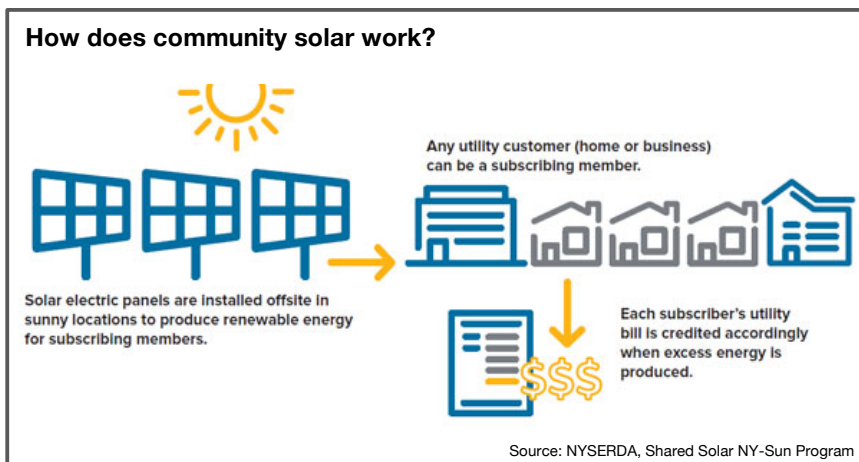 How does community solar work?
Any utility customer (home or business)
can be a subscribing member.
Solar electric panels are installed offsite in
sunny locations to produce renewable energy
for subscribing members.
Each subscriber's utility
bill is credited accordingly
when excess energy is
produced.
$$$
Source: NYSERDA, Shared Solar NY-Sun Program